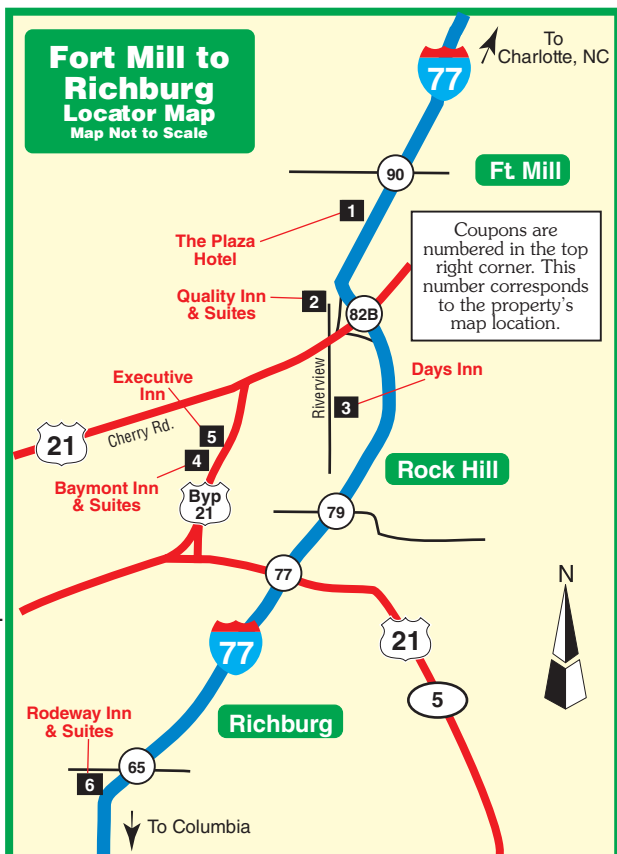 Fort Mill to
Richburg
Locator Map
Map Not to Scale
To
Charlotte, NC
77
90
Ft. Mill
1
The Plaza
Hotel
Coupons are
numbered in the top
right corner. This
number corresponds
to the property's
map location.
Quality Inn
& Suites
2
82B
Riverview
Days Inn
3
Executive
Inn
5
21
Cherry Rd.
4
Baymont Inn
& Suites
Byp
21
Rock Hill
79
77
N
77
21
5
Richburg
Rodeway Inn
& Suites
65
6
To Columbia